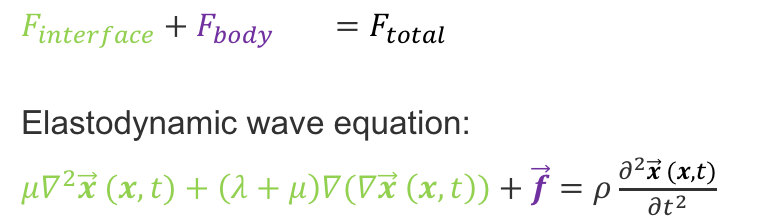 F_interface + F_body = F_total
Elastodynamic wave equation:
μ∇²x⃗ (x, t) + (λ + μ)∇(∇x⃗ (x, t)) + f⃗ = ρ ∂²x⃗ (x,t) / ∂t²